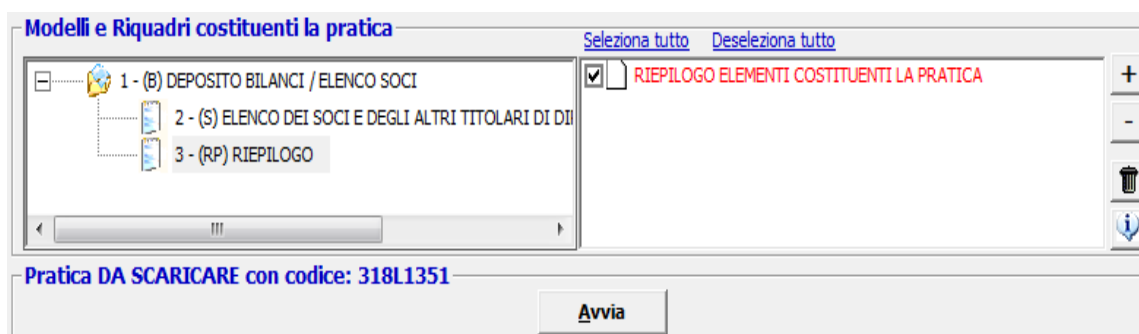 Modelli e Riquadri costituenti la pratica
Seleziona tutto Deseleziona tutto
1 - (B) DEPOSITO BILANCI / ELENCO SOCI
2 - (S) ELENCO DEI SOCI E DEGLI ALTRI TITOLARI DI
3 - (RP) RIEPILOGO
RIEPILOGO ELEMENTI COSTITUENTI LA PRATICA
+
-
Pratica DA SCARICARE con codice: 318L1351
Avvia